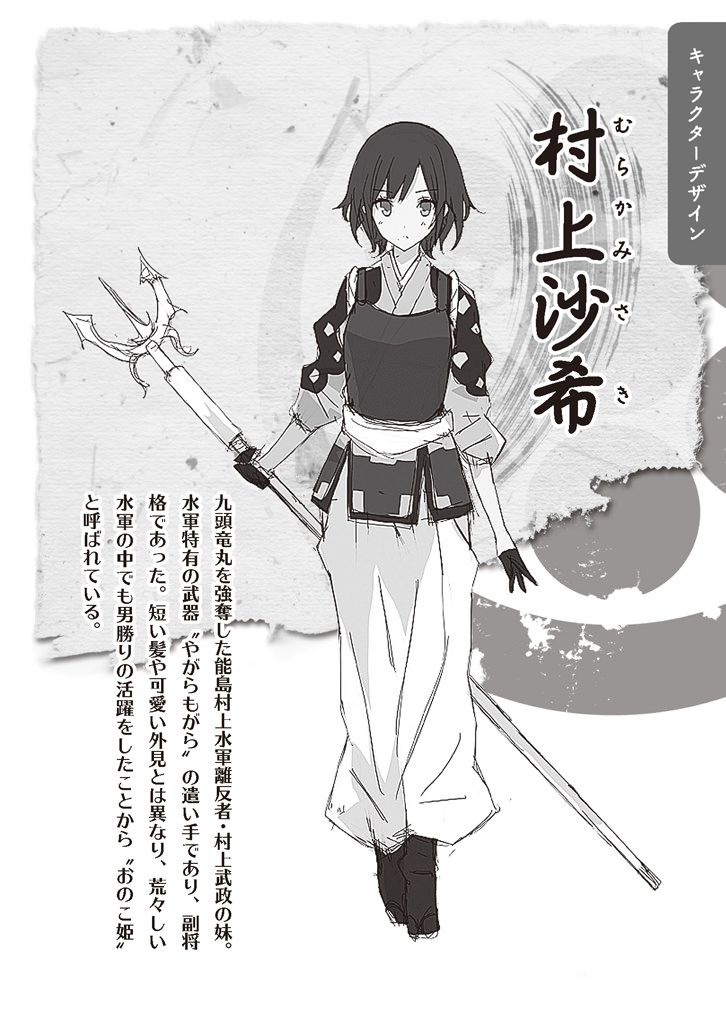 キャラクターデザイン
村上沙希
むらかみさき
九頭竜丸を強奪した能島村上水軍離反者・村上武政の妹。
水軍特有の武器〝やがらもがら〟の遣い手であり、副将
格であった。短い髪や可愛い外見とは異なり、荒々しい
水軍の中でも男勝りの活躍をしたことから〝おのこ姫〟
と呼ばれている。